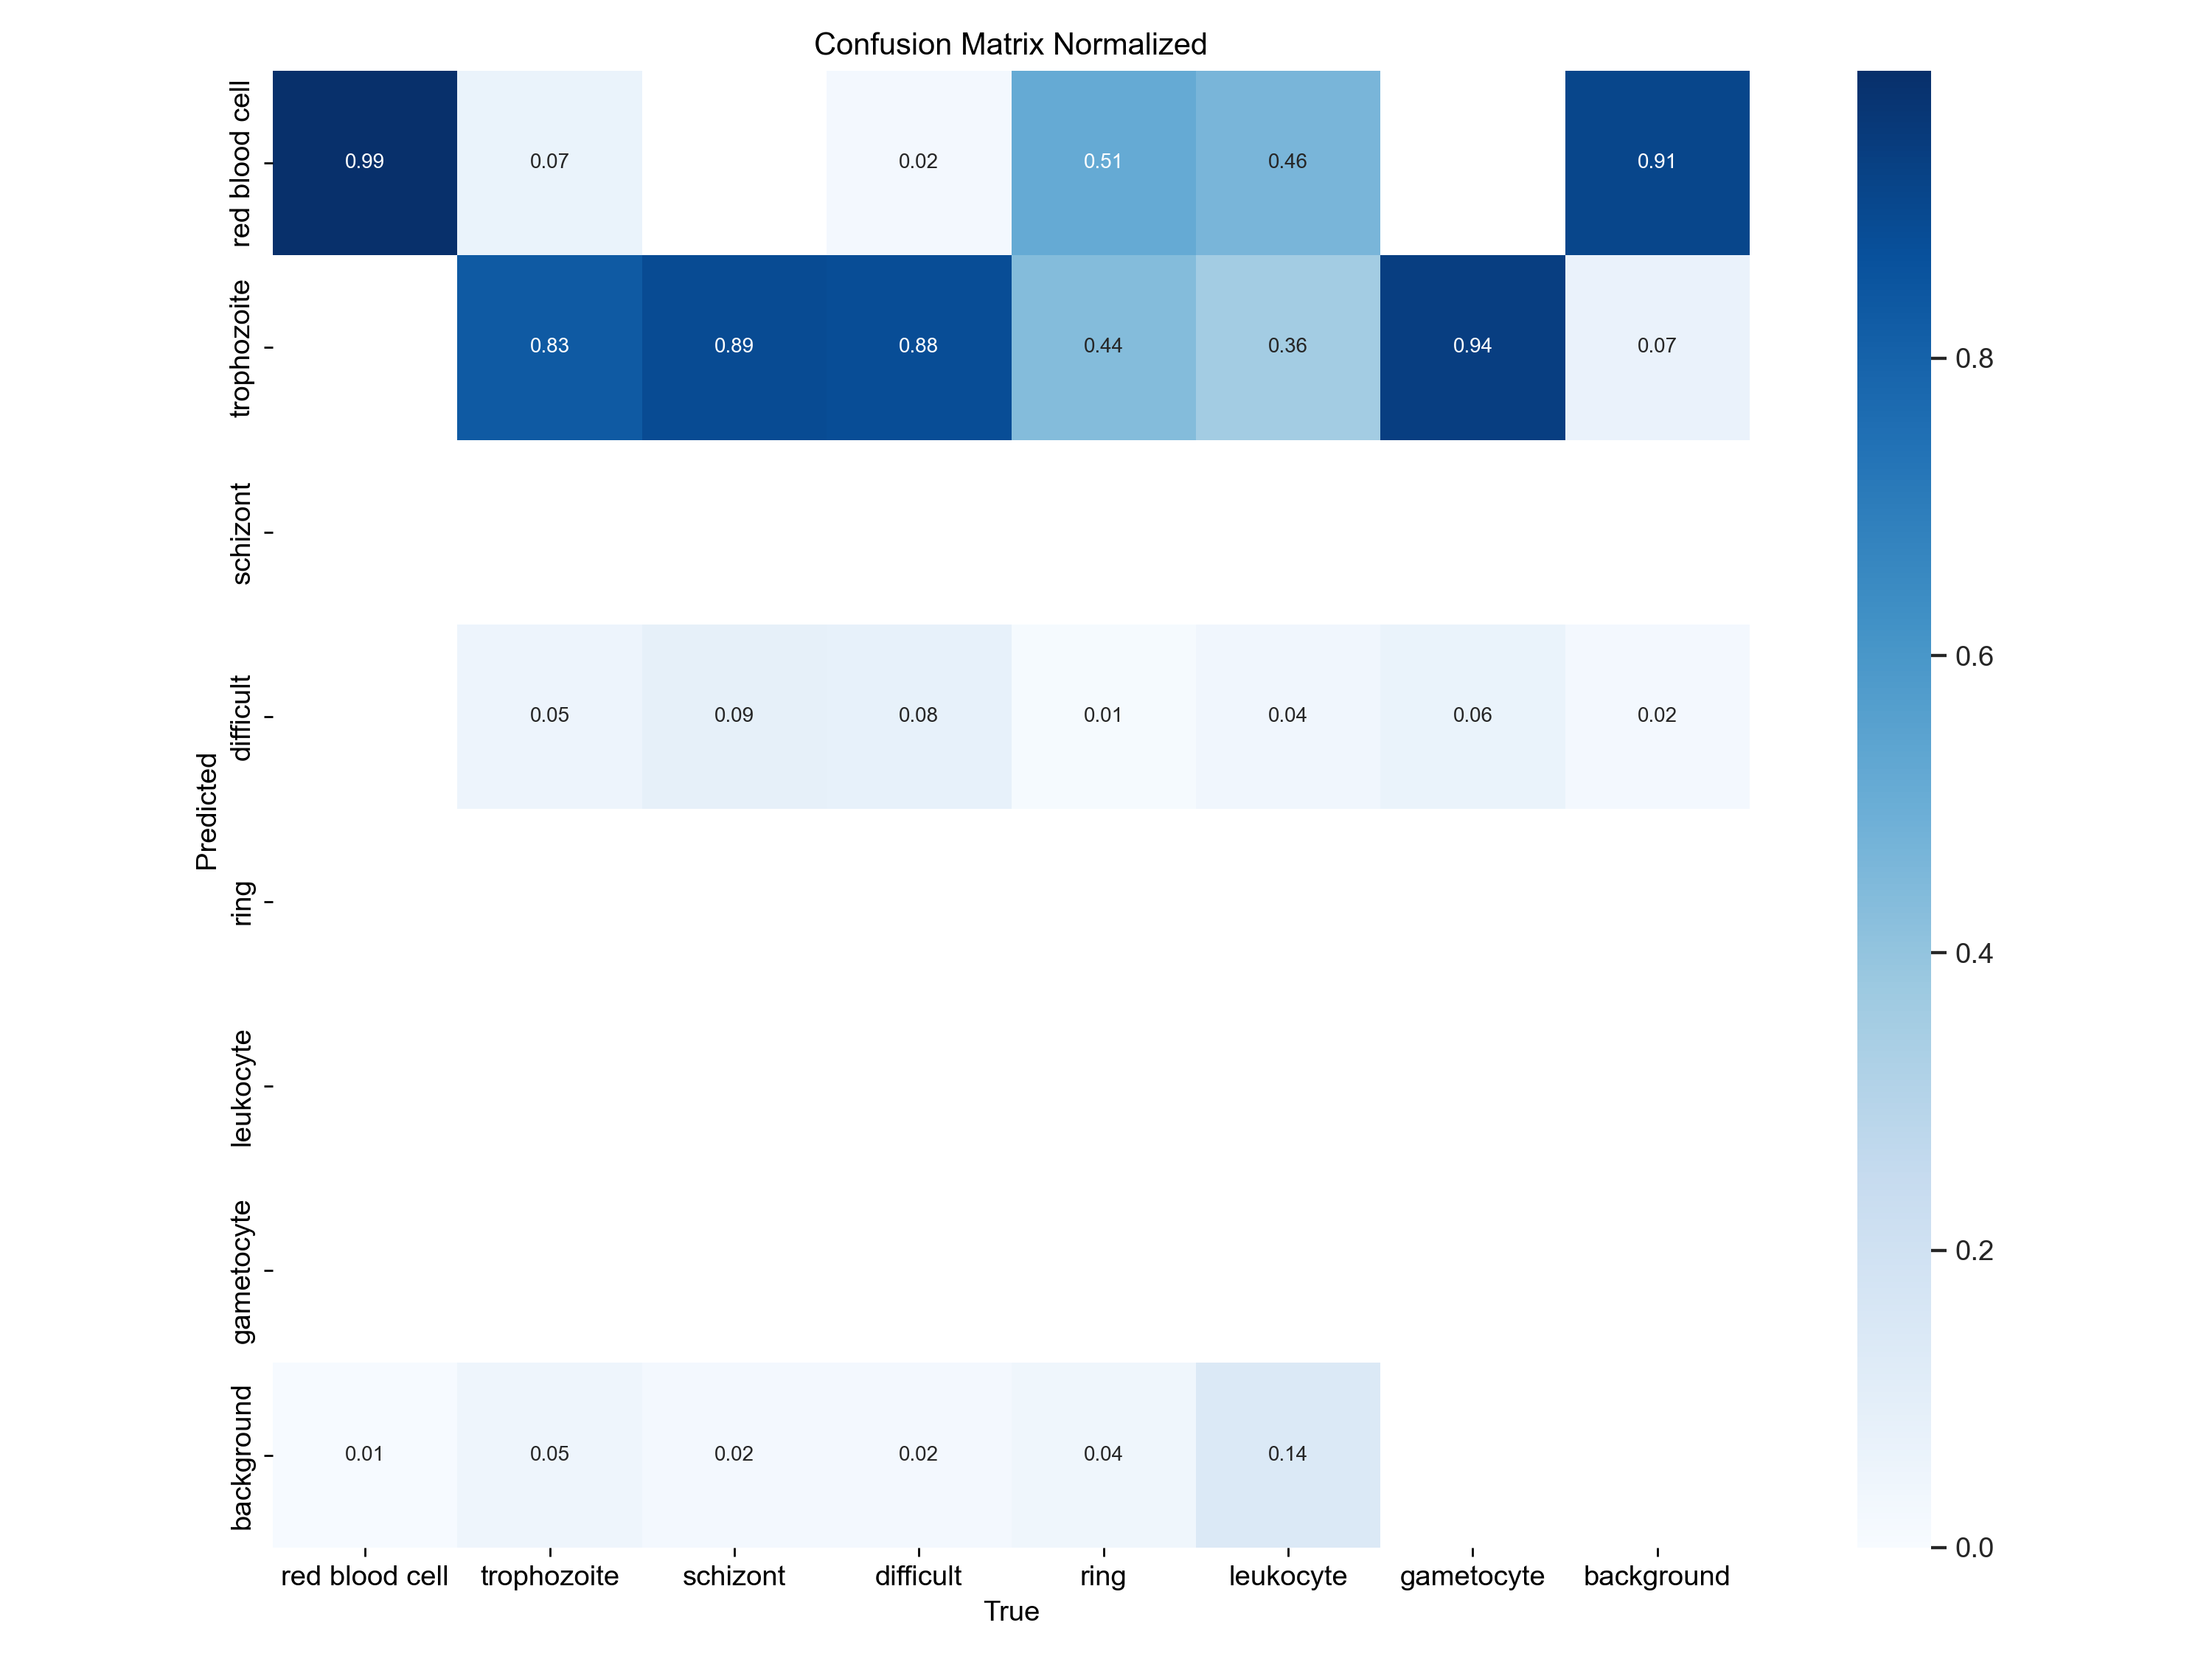 Confusion Matrix Normalized
red blood cell
0.99
0.07
0.02
0.51
0.46
0.91
trophozoite
0.83
0.89
0.88
0.44
0.36
0.94
0.07
schizont
difficult
0.05
0.09
0.08
0.01
0.04
0.06
0.02
ring
leukocyte
gametocyte
background
0.01
0.05
0.02
0.02
0.04
0.14
Predicted
red blood cell
trophozoite
schizont
difficult
ring
leukocyte
gametocyte
background
True
0.8
0.6
0.4
0.2
0.0